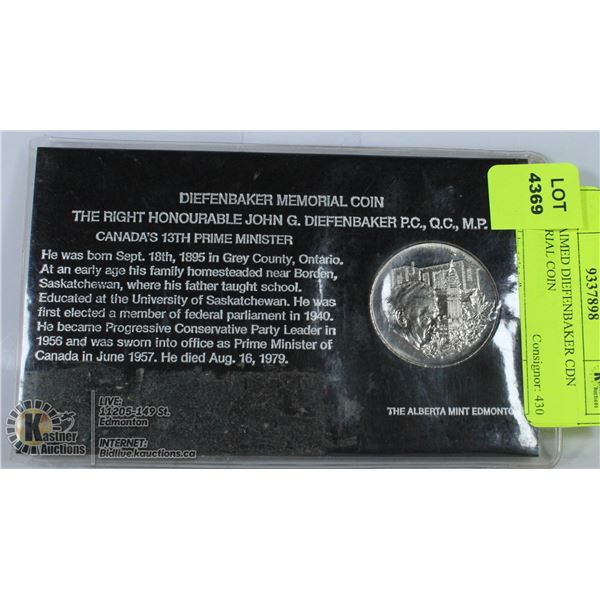 DIEFENBAKER MEMORIAL COIN
THE RIGHT HONOURABLE JOHN G. DIEFENBAKER P.C., Q.C., M.P.
CANADA'S 13TH PRIME MINISTER
He was born Sept. 18th, 1895 in Grey County, Ontario.
At an early age his family homesteaded near Borden,
Saskatchewan, where his father taught school.
Educated at the University of Saskatchewan. He was
first elected a member of federal parliament in 1940.
He became Progressive Conservative Party Leader in
1956 and was sworn into office as Prime Minister of
Canada in June 1957. He died Aug. 16, 1979.
THE ALBERTA MINT EDMONTO
LOT
4369
AIMED DIEFENBAKER CDN
RIAL COIN
Consignor: 430
9337898
Kastner
Auctions
LIVE:
11205-149 St.
Edmonton
INTERNET:
Bidlive.kauctions.ca